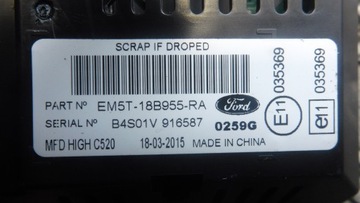 SCRAP IF DROPED
PART Nº EM5T-18B955-RA
SERIAL Nº B4S01V 916587
MFD HIGH C520 18-03-2015 MADE IN CHINA
Ford
0259G
E11 035369
e11 035369